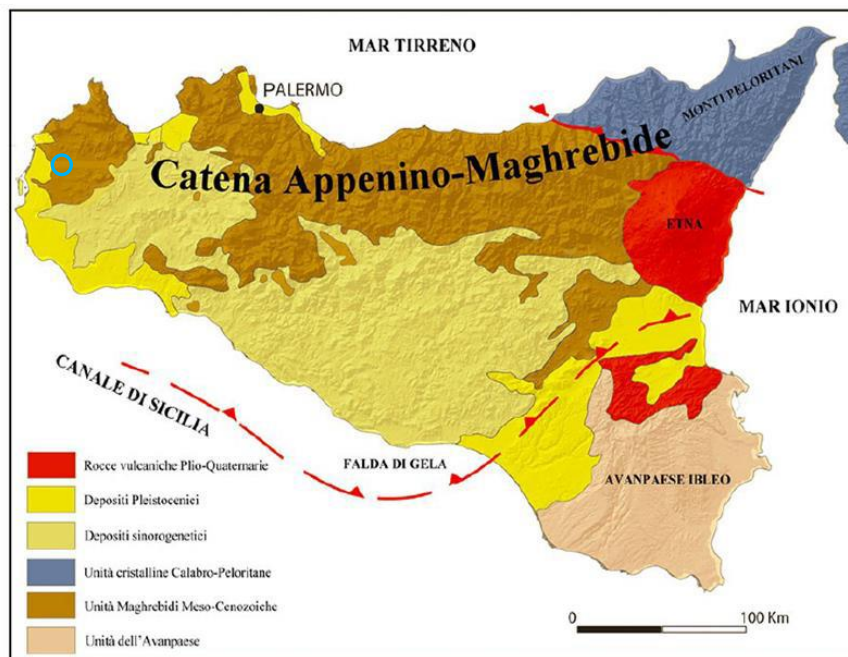 MAR TIRRENO
PALERMO
MONTI PELORITANI
Catena Appenino-Maghrebide
ETNA
MAR IONIO
CANALE DI SICILIA
FALDA DI GELA
AVANPAESE IBLEO
Rocce vulcaniche Plio-Quaternarie
Depositi Pleistocenici
Depositi sinorogenetici
Unità cristalline Calabro-Peloritane
Unità Maghrebidi Meso-Cenozoiche
Unità dell'Avanpaese
0 100 Km